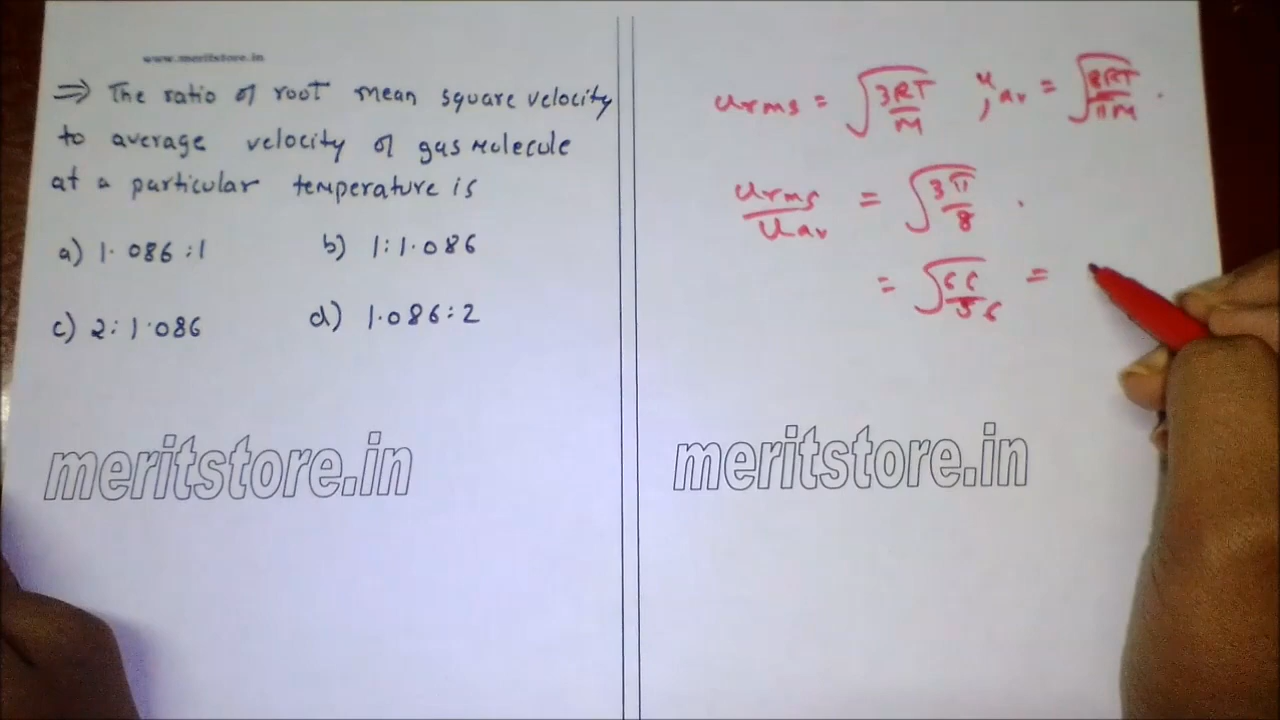 www.meritstore.in
⇒ The ratio of root mean square velocity
to average velocity of gas molecule
at a particular temperature is
a) 1.086 : 1 b) 1 : 1.086
c) 2 : 1.086 d) 1.086 : 2
meritstore.in
urms = √(3RT/M) , uav = √(8RT/πM) .
urms/uav = √(3π/8) .
= √(66/56) =
meritstore.in